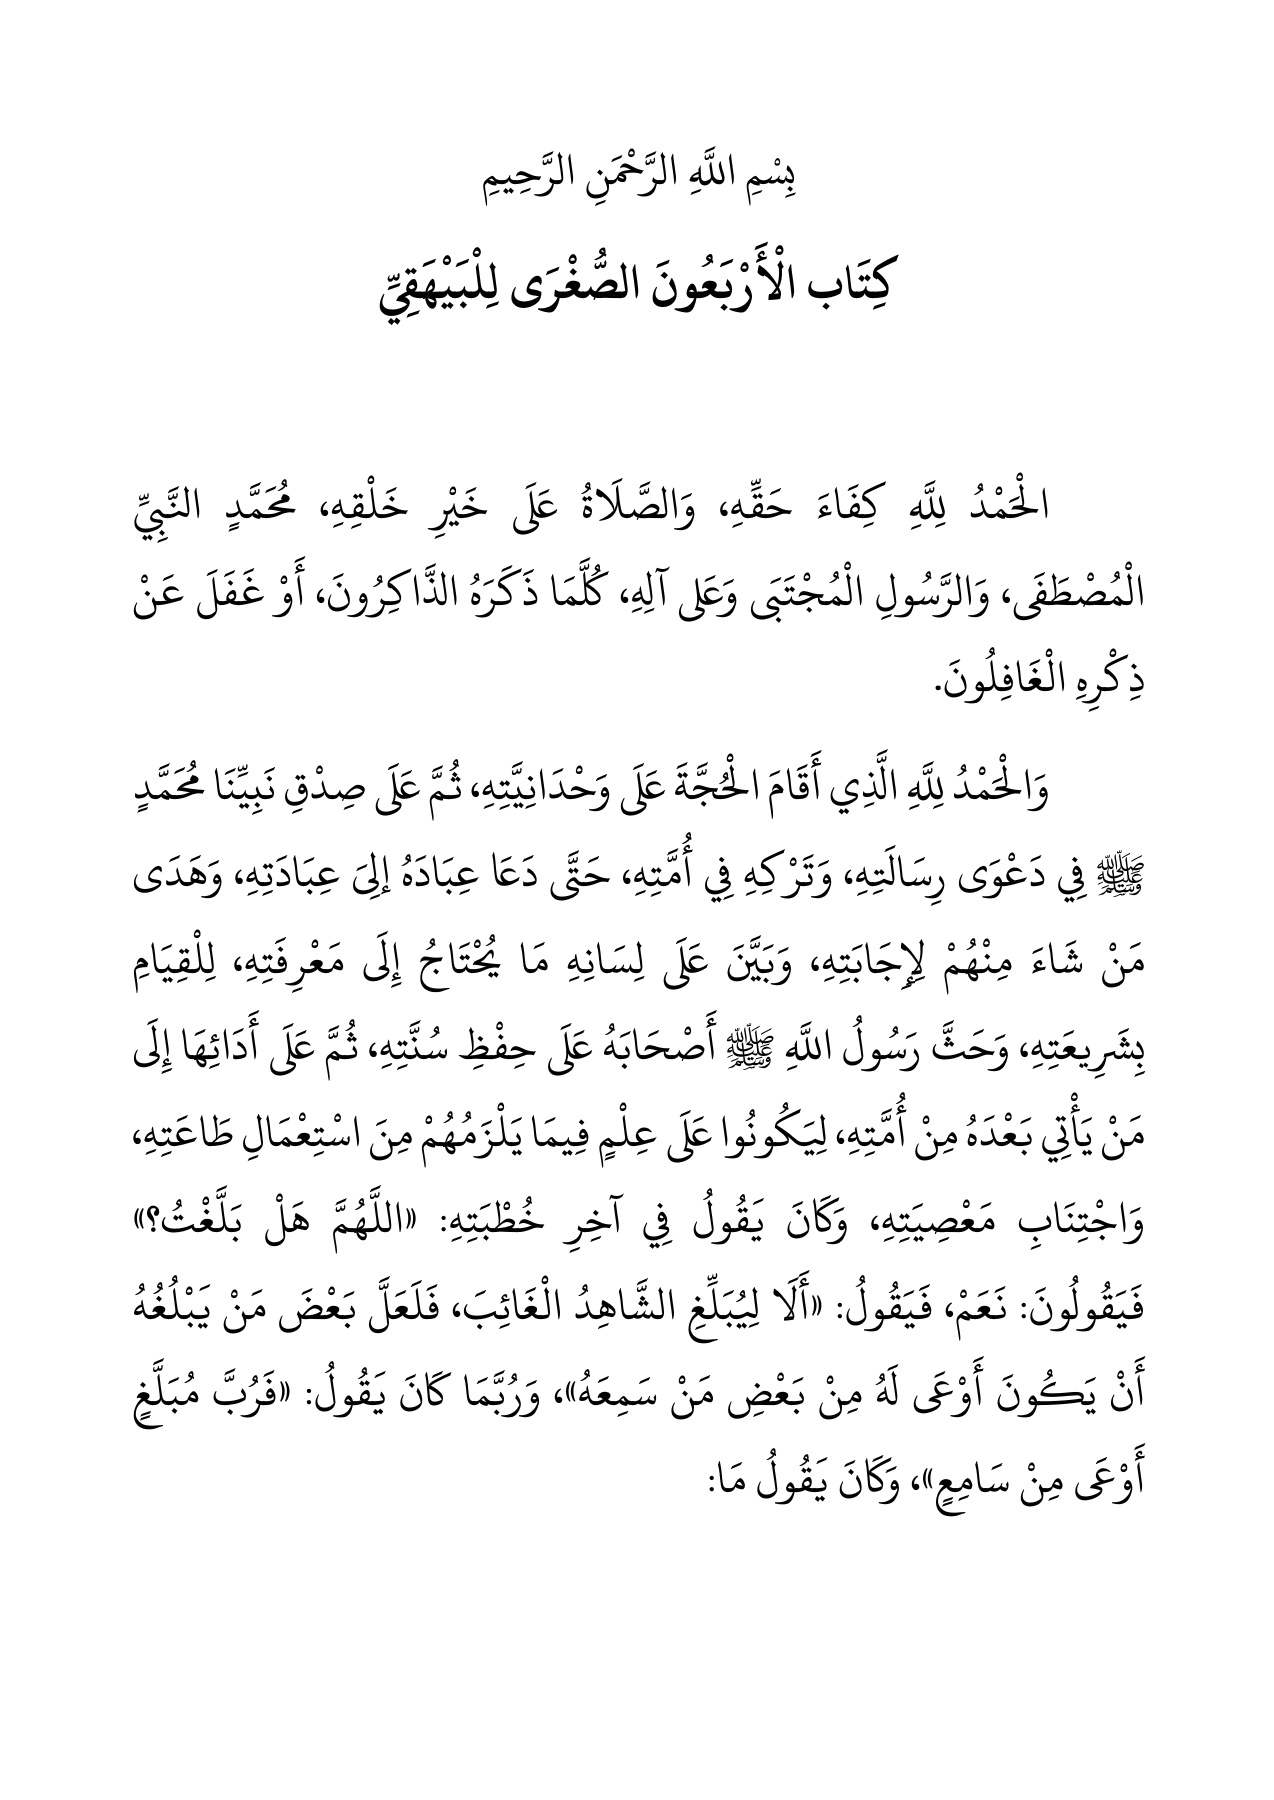 بِسْمِ اللَّهِ الرَّحْمَنِ الرَّحِيمِ
كِتَاب الْأَرْبَعُونَ الصُّغْرَى لِلْبَيْهَقِيِّ
الْحَمْدُ لِلَّهِ كِفَاءَ حَقِّهِ، وَالصَّلَاةُ عَلَى خَيْرِ خَلْقِهِ، مُحَمَّدٍ النَّبِيِّ
الْمُصْطَفَى، وَالرَّسُولِ الْمُجْتَبَى وَعَلى آلِهِ، كُلَّمَا ذَكَرَهُ الذَّاكِرُونَ، أَوْ غَفَلَ عَنْ
ذِكْرِهِ الْغَافِلُونَ.
وَالْحَمْدُ لِلَّهِ الَّذِي أَقَامَ الْحُجَّةَ عَلَى وَحْدَانِيَّتِهِ، ثُمَّ عَلَى صِدْقِ نَبِيِّنَا مُحَمَّدٍ
ﷺ فِي دَعْوَى رِسَالَتِهِ، وَتَرْكِهِ فِي أُمَّتِهِ، حَتَّى دَعَا عِبَادَهُ إلِىَ عِبَادَتِهِ، وَهَدَى
مَنْ شَاءَ مِنْهُمْ لِإِجَابَتِهِ، وَبَيَّنَ عَلَى لِسَانِهِ مَا يُحْتَاجُ إِلَى مَعْرِفَتِهِ، لِلْقِيَامِ
بِشَرِيعَتِهِ، وَحَثَّ رَسُولُ اللَّهِ ﷺ أَصْحَابَهُ عَلَى حِفْظِ سُنَّتِهِ، ثُمَّ عَلَى أَدَائِهَا إِلَى
مَنْ يَأْتِي بَعْدَهُ مِنْ أُمَّتِهِ، لِيَكُونُوا عَلَى عِلْمٍ فِيمَا يَلْزَمُهُمْ مِنَ اسْتِعْمَالِ طَاعَتِهِ،
وَاجْتِنَابِ مَعْصِيَتِهِ، وَكَانَ يَقُولُ فِي آخِرِ خُطْبَتِهِ: «اللَّهُمَّ هَلْ بَلَّغْتُ؟»
فَيَقُولُونَ: نَعَمْ، فَيَقُولُ: «أَلَا لِيُبَلِّغِ الشَّاهِدُ الْغَائِبَ، فَلَعَلَّ بَعْضَ مَنْ يَبْلُغُهُ
أَنْ يَكُونَ أَوْعَى لَهُ مِنْ بَعْضِ مَنْ سَمِعَهُ»، وَرُبَّمَا كَانَ يَقُولُ: «فَرُبَّ مُبَلَّغٍ
أَوْعَى مِنْ سَامِعٍ»، وَكَانَ يَقُولُ مَا: